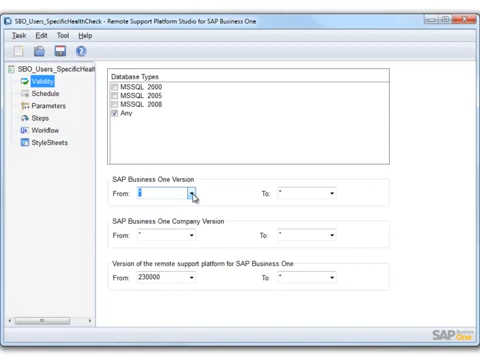 SBO_Users_SpecificHealthCheck - Remote Support Platform Studio for SAP Business One
Task Edit Tool Help
SBO_Users_SpecificHealt
Validity
Schedule
Parameters
Steps
Workflow
StyleSheets
Database Types
MSSQL 2000
MSSQL 2005
MSSQL 2008
Any
SAP Business One Version
From: * To: *
SAP Business One Company Version
From: * To: *
Version of the remote support platform for SAP Business One
From: 230000 To: *
SAP Business One